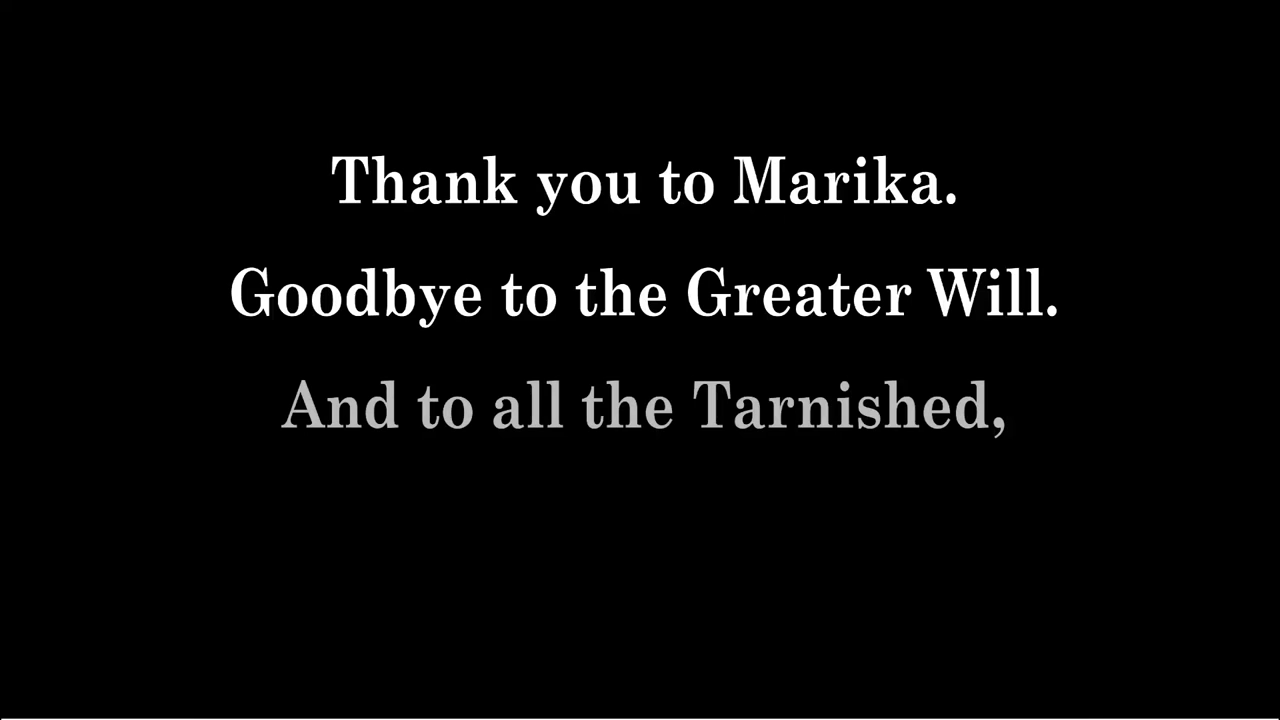 Thank you to Marika.
Goodbye to the Greater Will.
And to all the Tarnished,